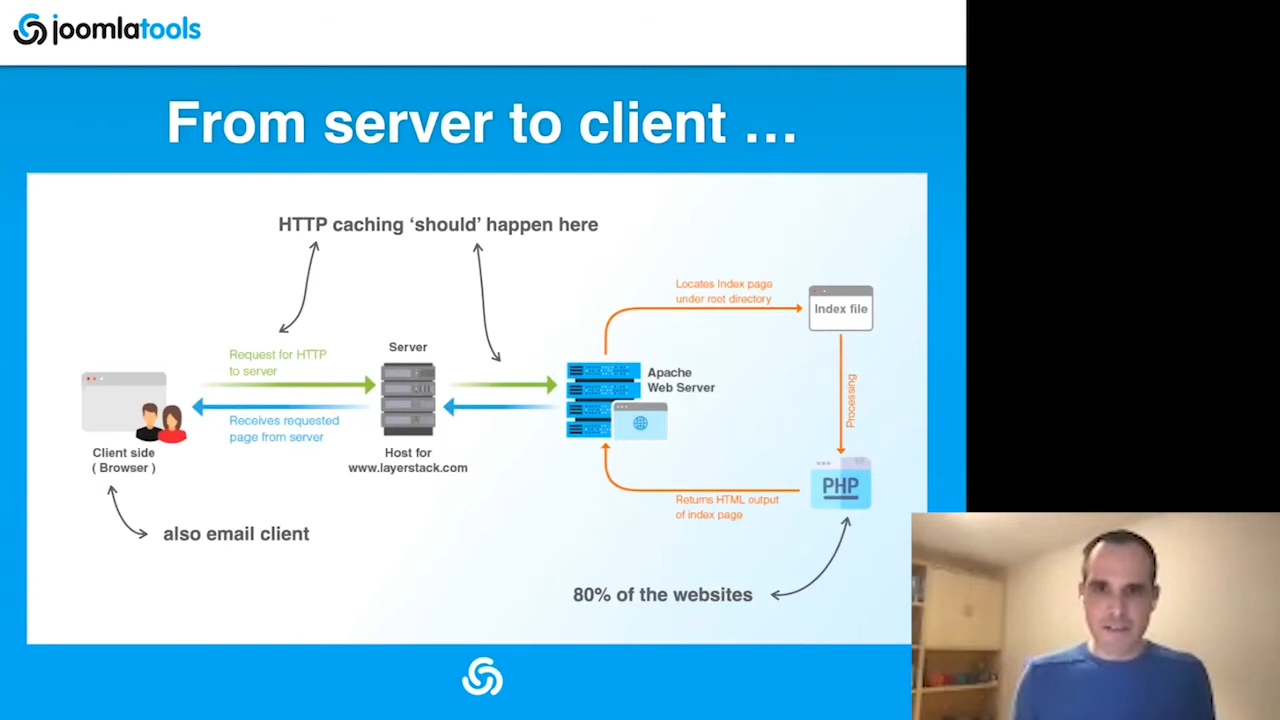 joomlatools
From server to client ...
HTTP caching ‘should’ happen here
Locates Index page
under root directory
Index file
Server
Request for HTTP
to server
Apache
Web Server
Processing
Receives requested
page from server
Client side
( Browser )
Host for
www.layerstack.com
PHP
Returns HTML output
of index page
also email client
80% of the websites